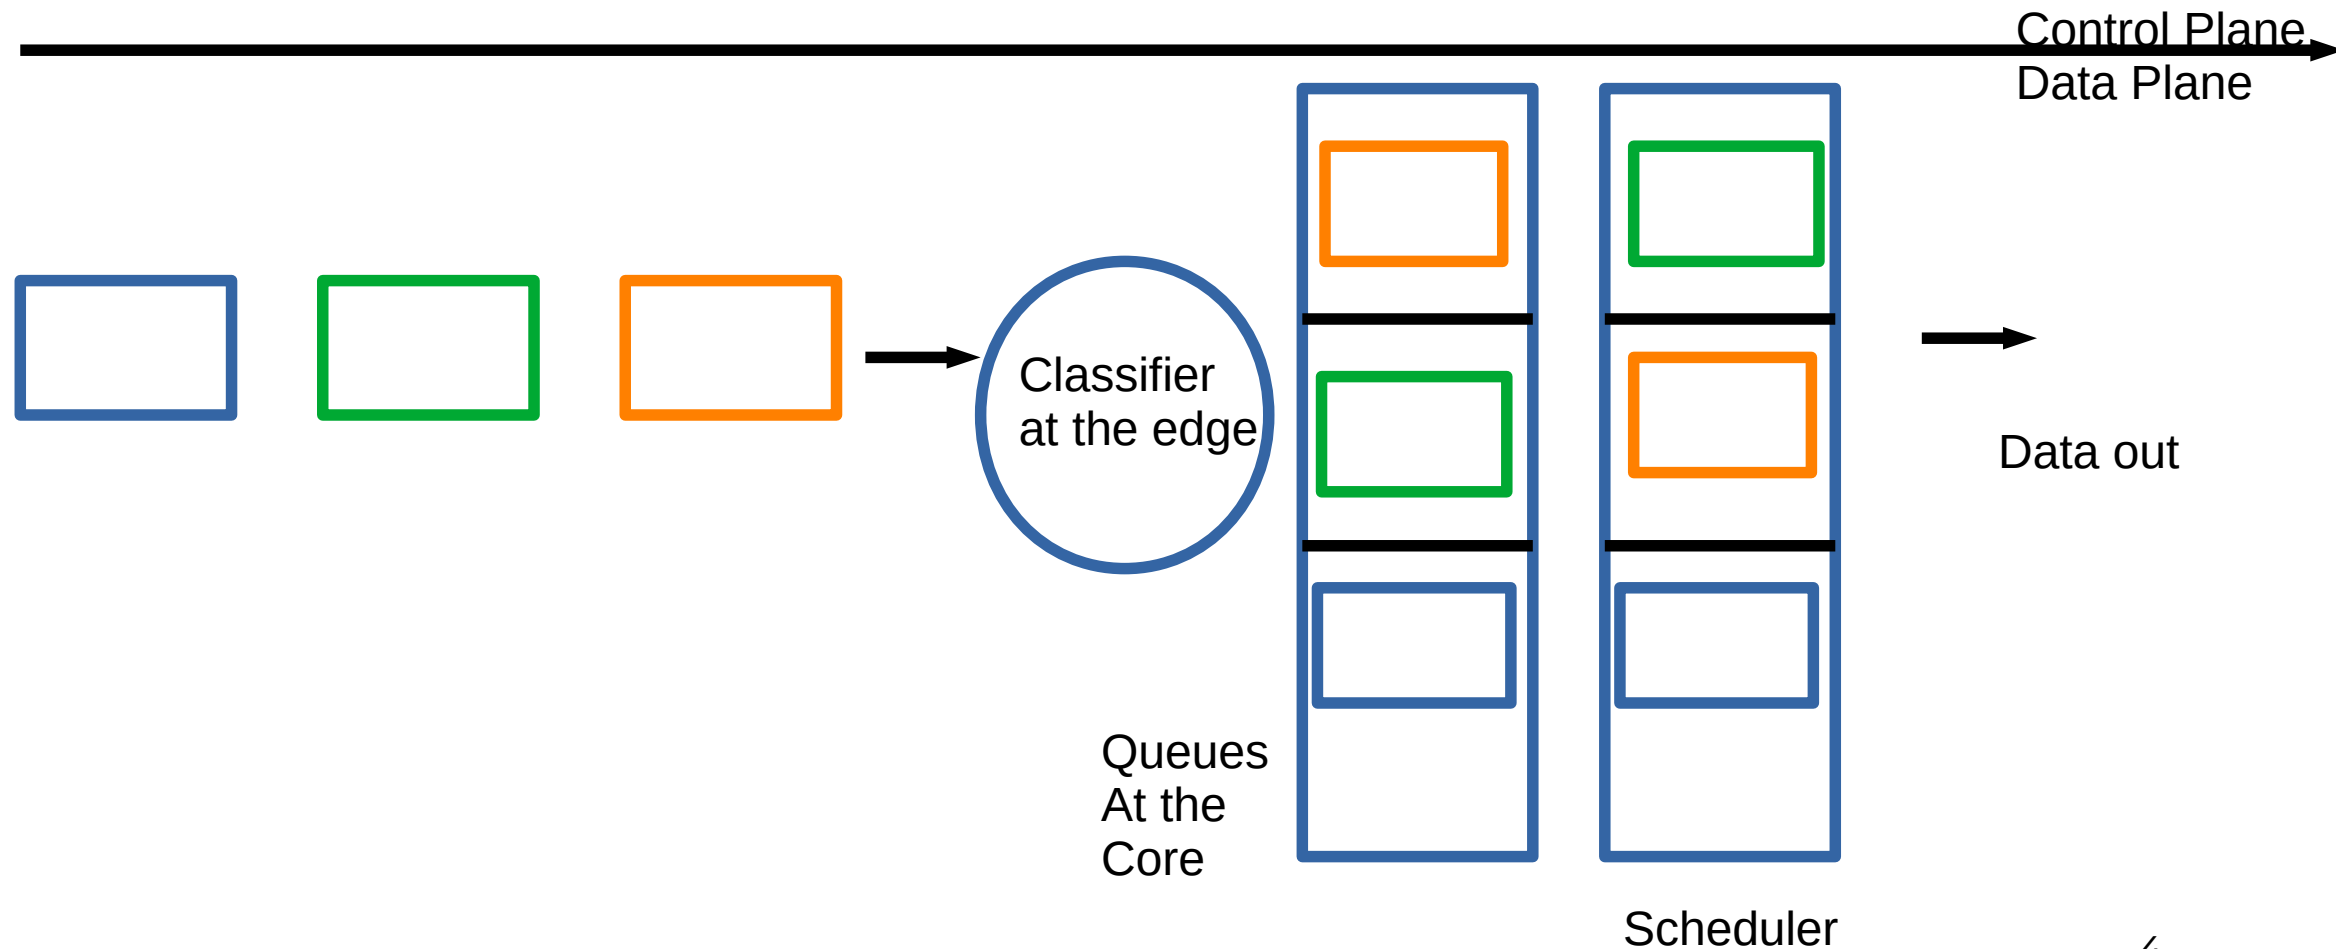 Control Plane
Data Plane
Classifier
at the edge
Data out
Queues
At the
Core
Scheduler